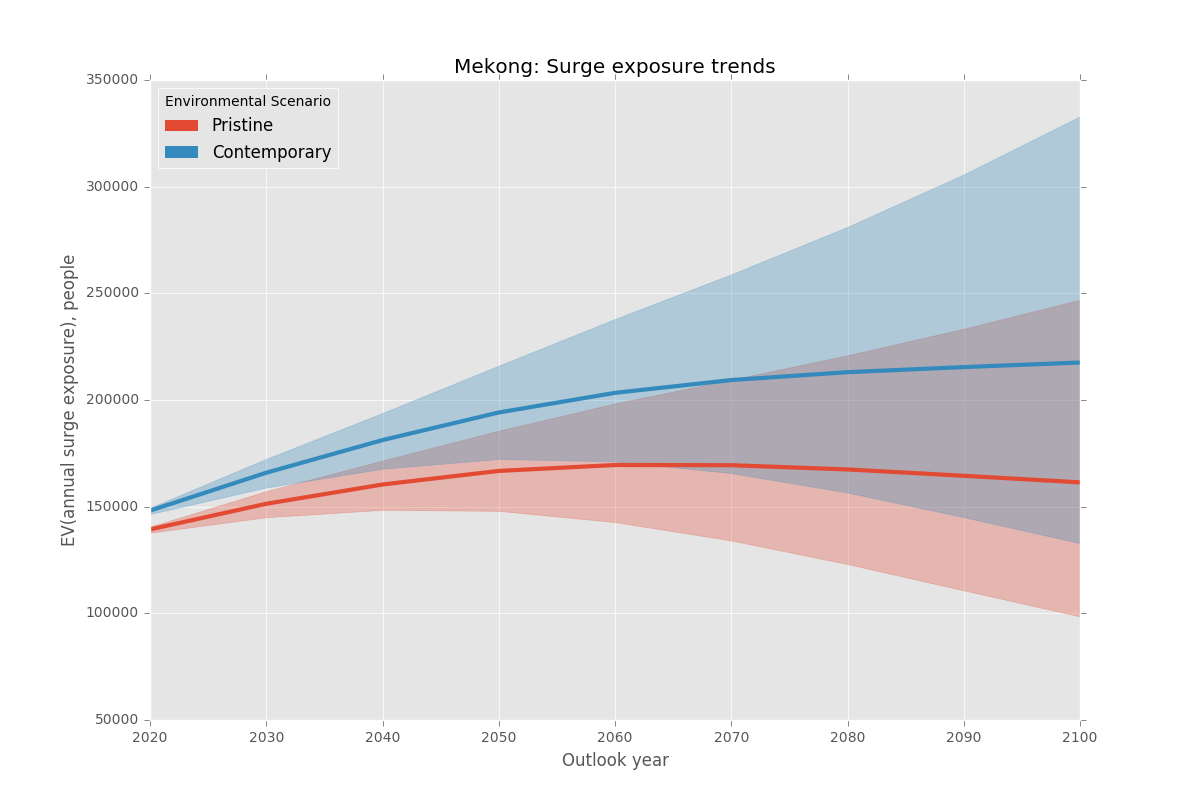 Mekong: Surge exposure trends
350000
300000
250000
200000
150000
100000
50000
EV(annual surge exposure), people
Environmental Scenario
Pristine
Contemporary
2020 2030 2040 2050 2060 2070 2080 2090 2100
Outlook year